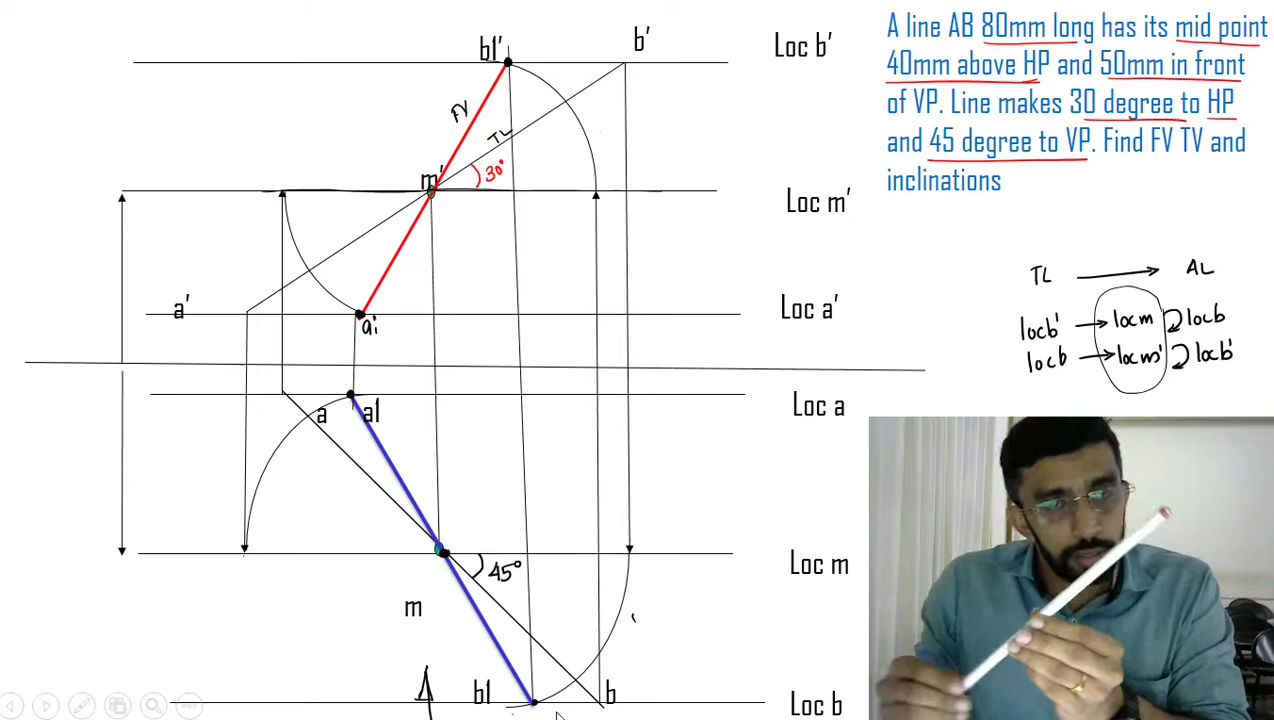 A line AB 80mm long has its mid point
40mm above HP and 50mm in front
of VP. Line makes 30 degree to HP
and 45 degree to VP. Find FV TV and
inclinations
b1' b' Loc b'
FV
TL
m' 30° Loc m'
a' a1' Loc a'
TL → AL
locb' → locm locb
locb → locm' locb'
a a1 Loc a
45° Loc m
m
b1 b Loc b